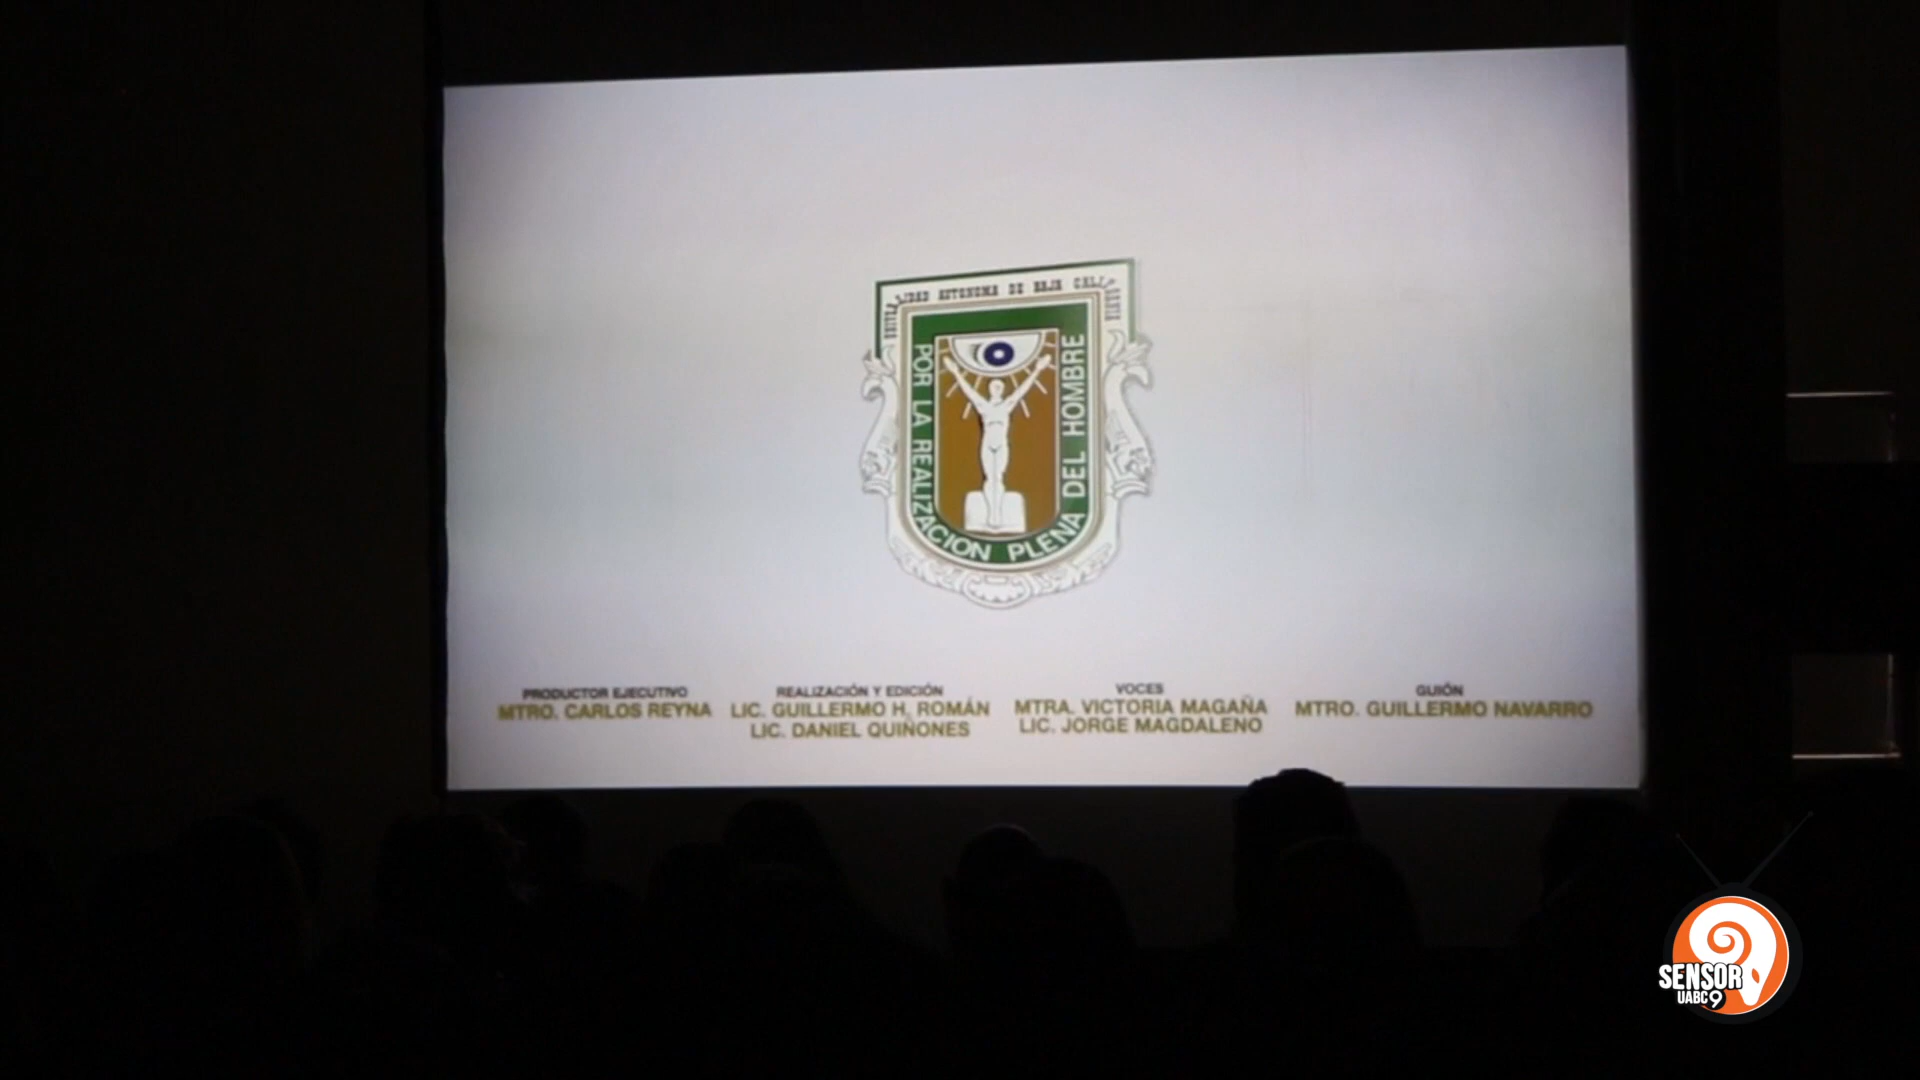 UNIVERSIDAD AUTONOMA DE BAJA CALIFORNIA
POR LA REALIZACION PLENA DEL HOMBRE
PRODUCTOR EJECUTIVO
MTRO. CARLOS REYNA
REALIZACIÓN Y EDICIÓN
LIC. GUILLERMO H. ROMÁN
LIC. DANIEL QUIÑONES
VOCES
MTRA. VICTORIA MAGAÑA
LIC. JORGE MAGDALENO
GUIÓN
MTRO. GUILLERMO NAVARRO
SENSOR
UABC9